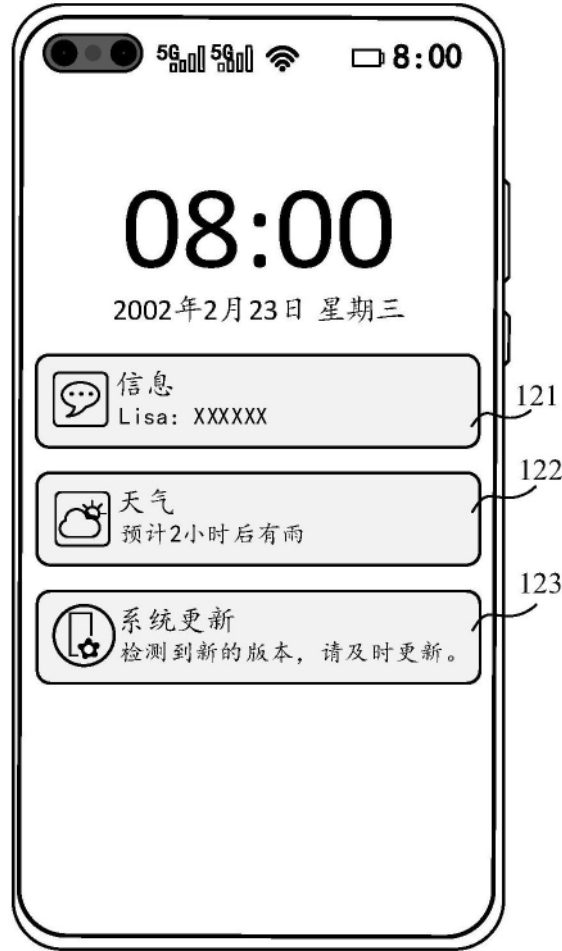 5G 5G 8:00
08:00
2002年2月23日 星期三
信息
Lisa: XXXXXX
121
天气
预计2小时后有雨
122
系统更新
检测到新的版本，请及时更新。
123